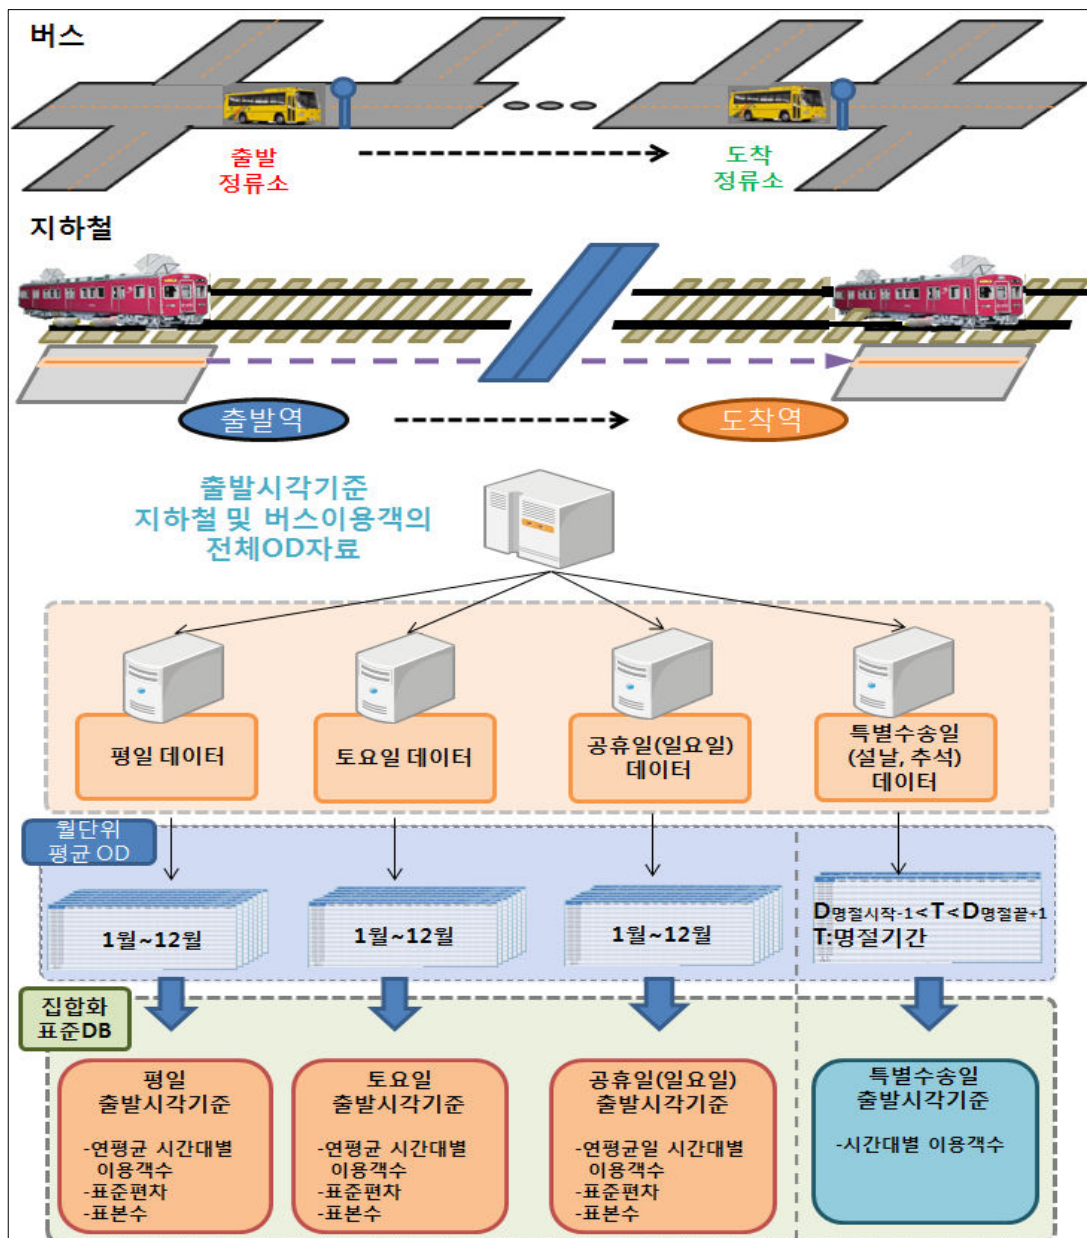 버스
출발
정류소
도착
정류소
지하철
출발역
도착역
출발시각기준
지하철 및 버스이용객의
전체OD자료
평일 데이터
토요일 데이터
공휴일(일요일)
데이터
특별수송일
(설날, 추석)
데이터
월단위
평균 OD
1월~12월
1월~12월
1월~12월
D명절시작-1<T<D명절끝+1
T:명절기간
집합화
표준DB
평일
출발시각기준
-연평균 시간대별
이용객수
-표준편차
-표본수
토요일
출발시각기준
-연평균 시간대별
이용객수
-표준편차
-표본수
공휴일(일요일)
출발시각기준
-연평균일 시간대별
이용객수
-표준편차
-표본수
특별수송일
출발시각기준
-시간대별 이용객수